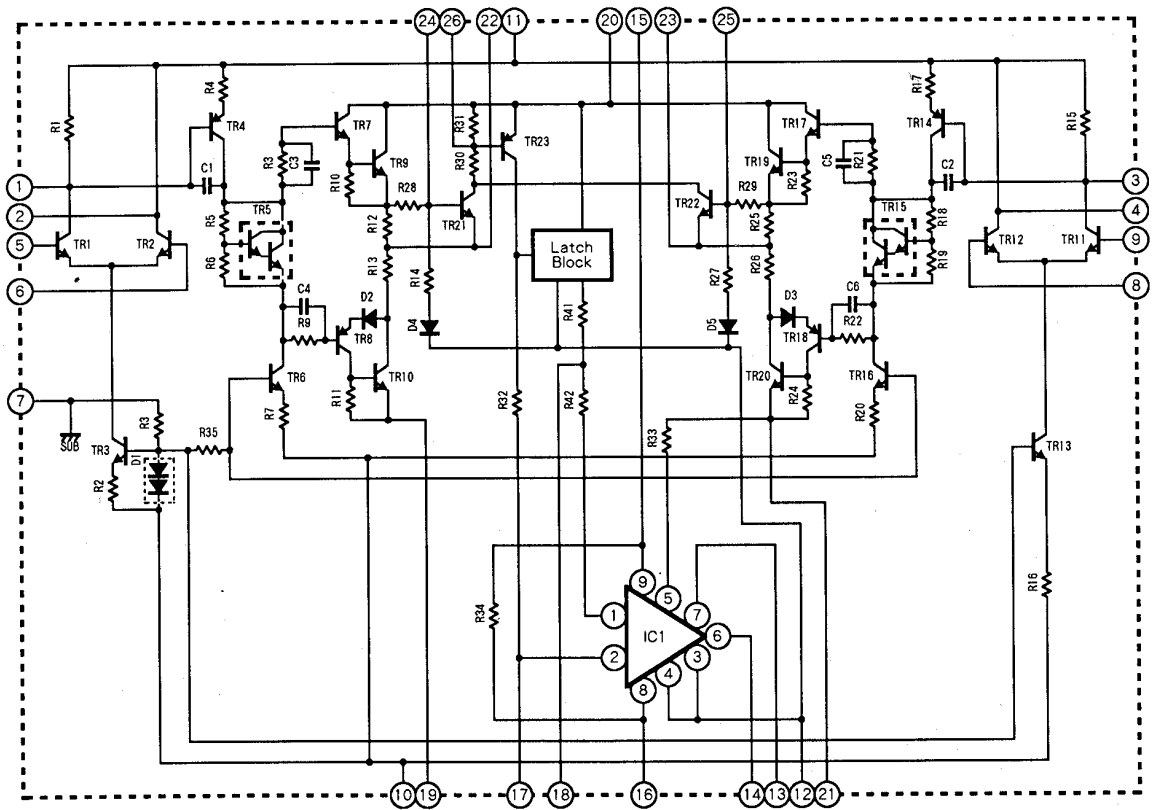 24 26 22 11 20 15 23 25
R4
R17
TR4
TR7
R31
TR23
TR17
TR14
R1
R15
R3
C3
TR9
R30
TR19
C5
R21
C1
C2
R10
R28
R29
R23
1
3
2
4
5
9
6
8
TR5
TR15
R5
R12
TR21
TR22
R25
R18
TR1
TR2
TR12
TR11
R6
R13
R14
Latch
Block
R27
R26
R19
C4
D2
C6
R9
TR8
D4
R41
D5
D3
TR18
R22
TR6
TR10
TR20
TR16
7
R7
R11
R32
R42
R33
R24
R20
R3
SUB
R35
TR3
D1
R2
TR13
R16
R34
9
5
7
1
IC1
6
2
4
3
8
10 19 17 18 16 14 13 12 21